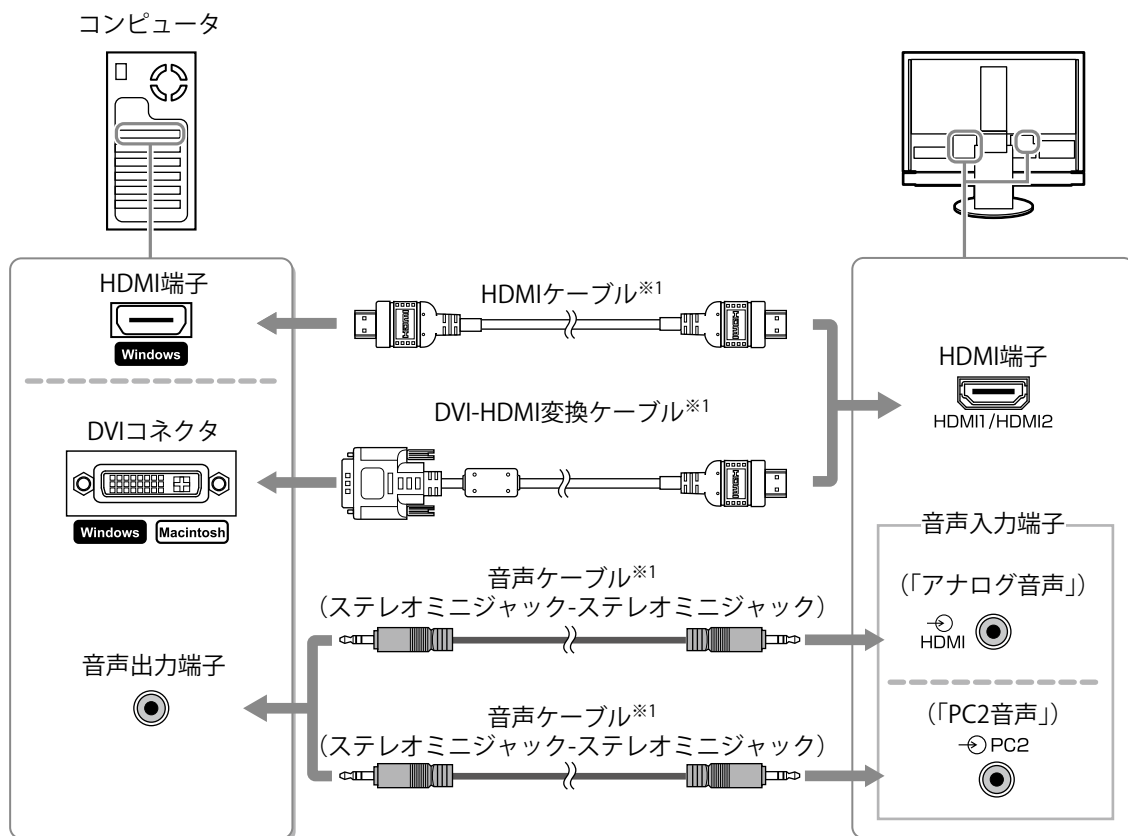 コンピュータ
HDMI端子
Windows
HDMIケーブル※1
HDMI端子
HDMI1/HDMI2
DVI-HDMI変換ケーブル※1
DVIコネクタ
Windows
Macintosh
音声入力端子
(「アナログ音声」)
HDMI
音声ケーブル※1
(ステレオミニジャック-ステレオミニジャック)
音声出力端子
(「PC2音声」)
PC2
音声ケーブル※1
(ステレオミニジャック-ステレオミニジャック)